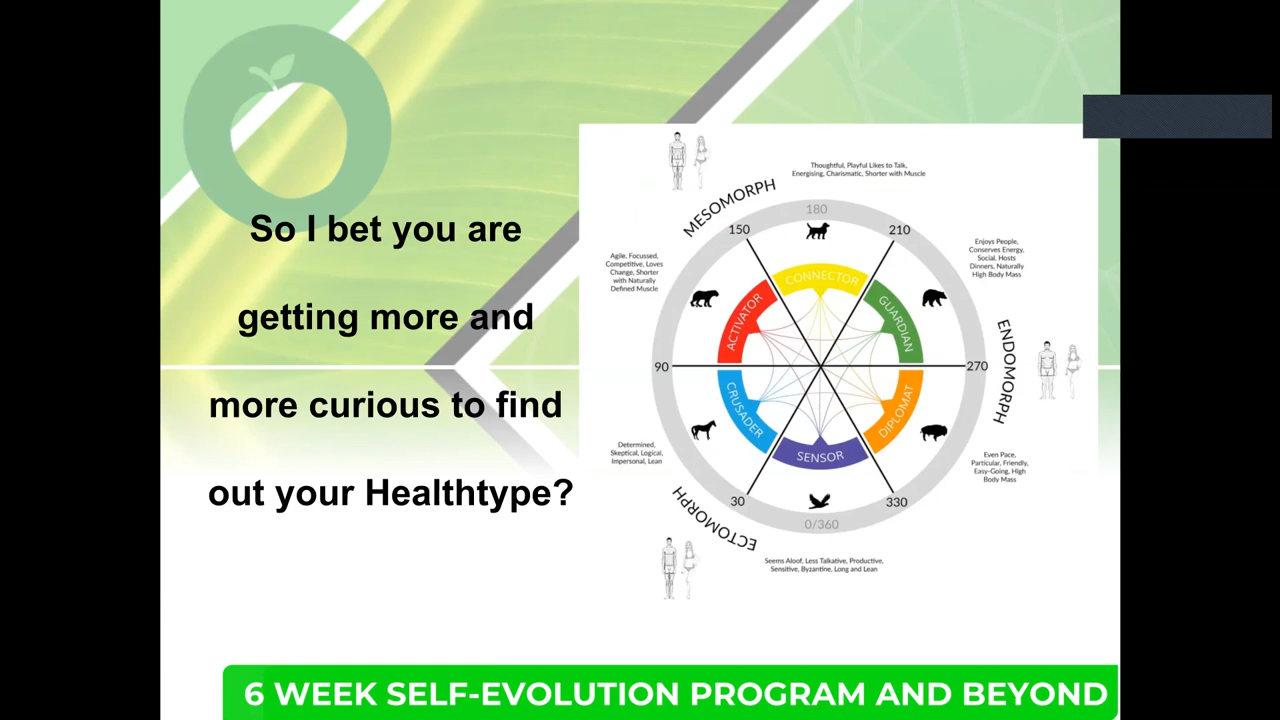 So I bet you are
getting more and
more curious to find
out your Healthtype?
Thoughtful, Playful Likes to Talk,
Energising, Charismatic, Shorter with Muscle
MESOMORPH
180
150
210
Agile, Focussed,
Competitive, Loves
Change, Shorter
with Naturally
Defined Muscle
Enjoys People,
Conserves Energy,
Social, Hosts
Dinners, Naturally
High Body Mass
CONNECTOR
ACTIVATOR
GUARDIAN
ENDOMORPH
90
270
CRUSADER
DIPLOMAT
SENSOR
Determined,
Skeptical, Logical,
Impersonal, Lean
Even Pace,
Particular, Friendly,
Easy-Going, High
Body Mass
30
330
0/360
ECTOMORPH
Seems Aloof, Less Talkative, Productive,
Sensitive, Byzantine, Long and Lean
6 WEEK SELF-EVOLUTION PROGRAM AND BEYOND